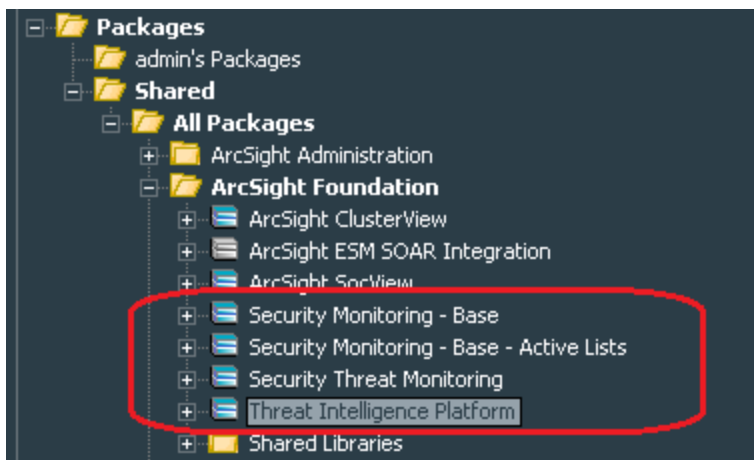 Packages
admin's Packages
Shared
All Packages
ArcSight Administration
ArcSight Foundation
ArcSight ClusterView
ArcSight ESM SOAR Integration
ArcSight SocView
Security Monitoring - Base
Security Monitoring - Base - Active Lists
Security Threat Monitoring
Threat Intelligence Platform
Shared Libraries